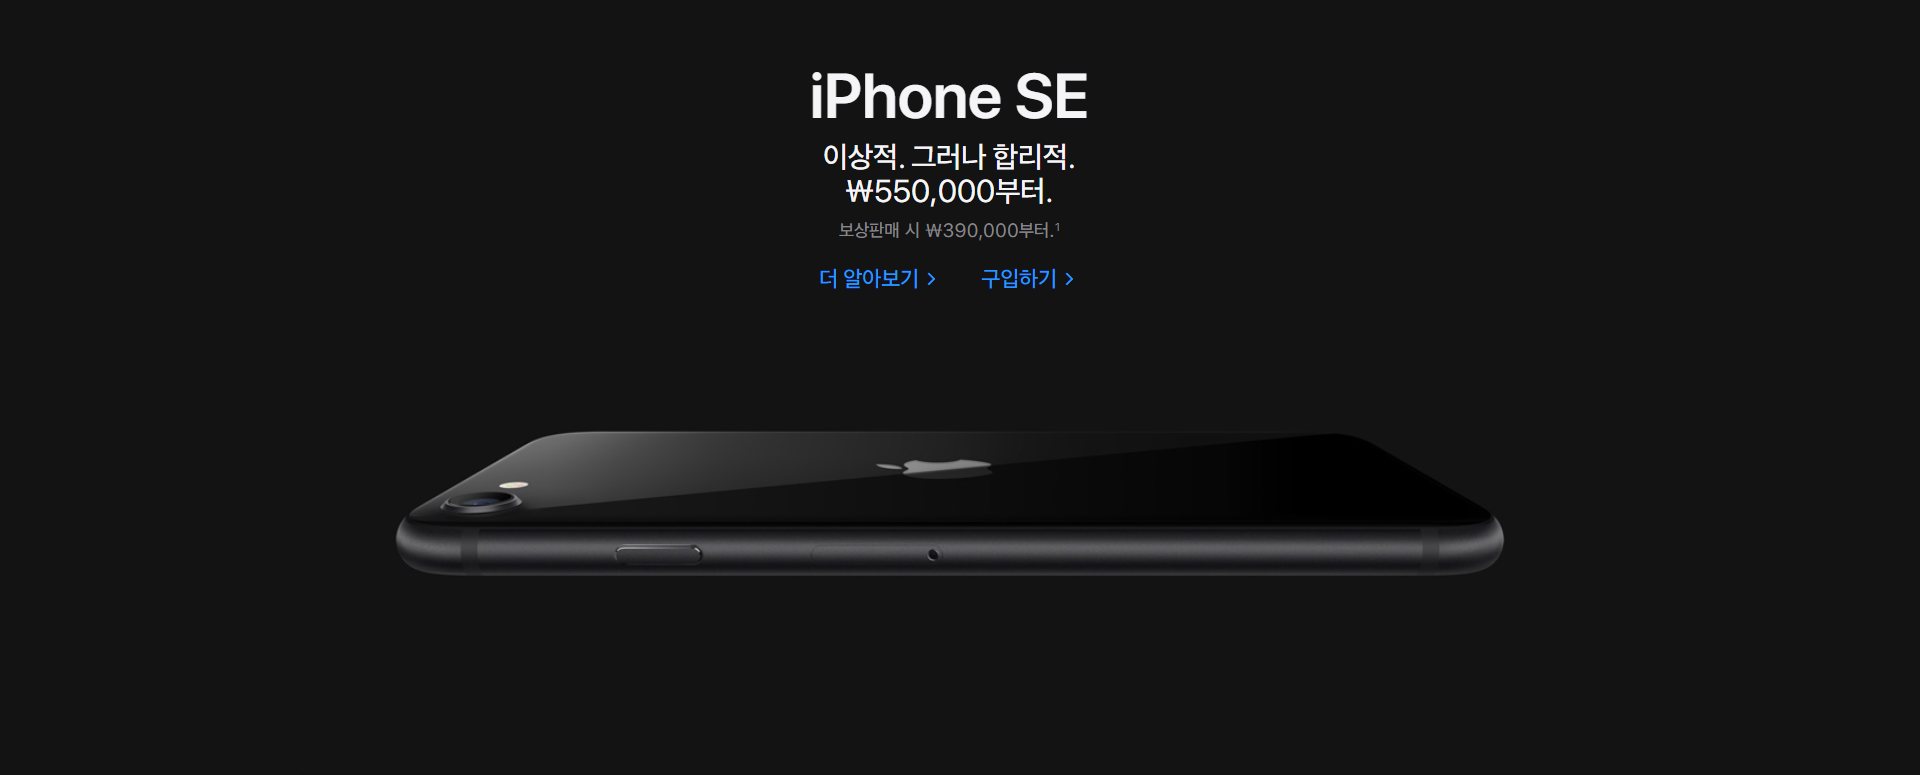 iPhone SE
이상적. 그러나 합리적.
₩550,000부터.
보상판매 시 ₩390,000부터.¹
더 알아보기 >
구입하기 >